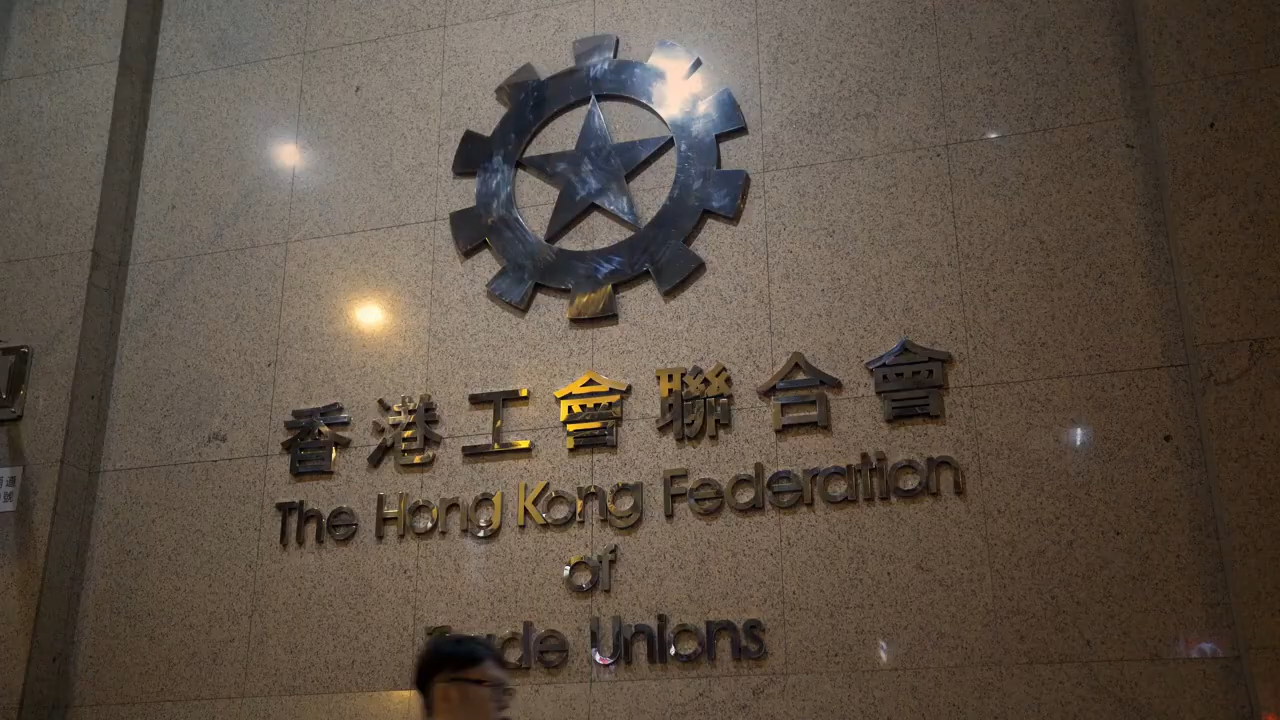 香港工會聯合會
The Hong Kong Federation
of
Unions